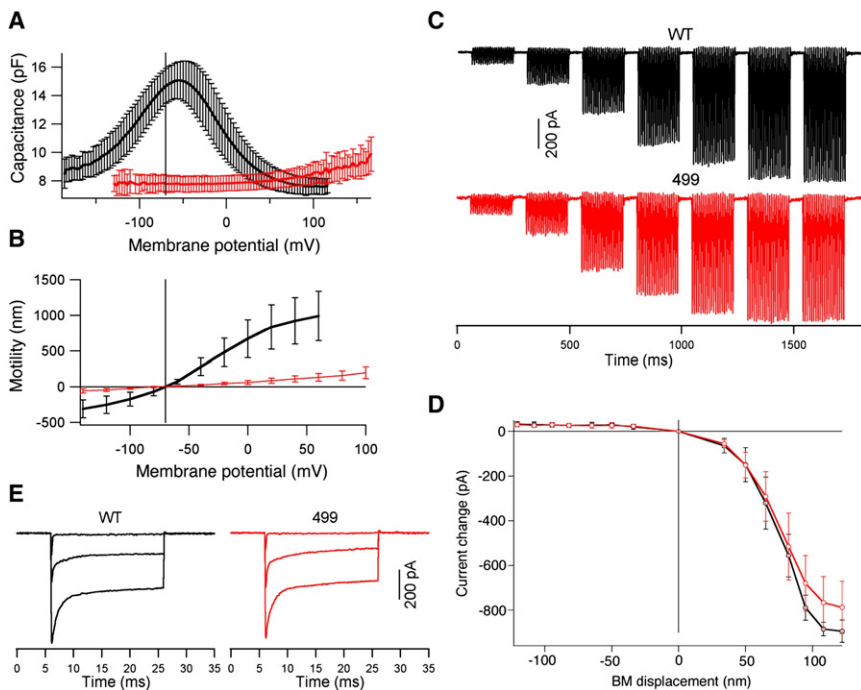 A
Capacitance (pF)
16
14
12
10
8
-100
0
100
Membrane potential (mV)
B
Motility (nm)
1500
1000
500
0
-500
-100
-50
0
50
100
Membrane potential (mV)
C
WT
200 pA
499
0
500
1000
1500
Time (ms)
D
Current change (pA)
0
-200
-400
-600
-800
-100
-50
0
50
100
BM displacement (nm)
E
WT
499
200 pA
0 5 10 15 20 25 30 35
0 5 10 15 20 25 30 35
Time (ms)
Time (ms)